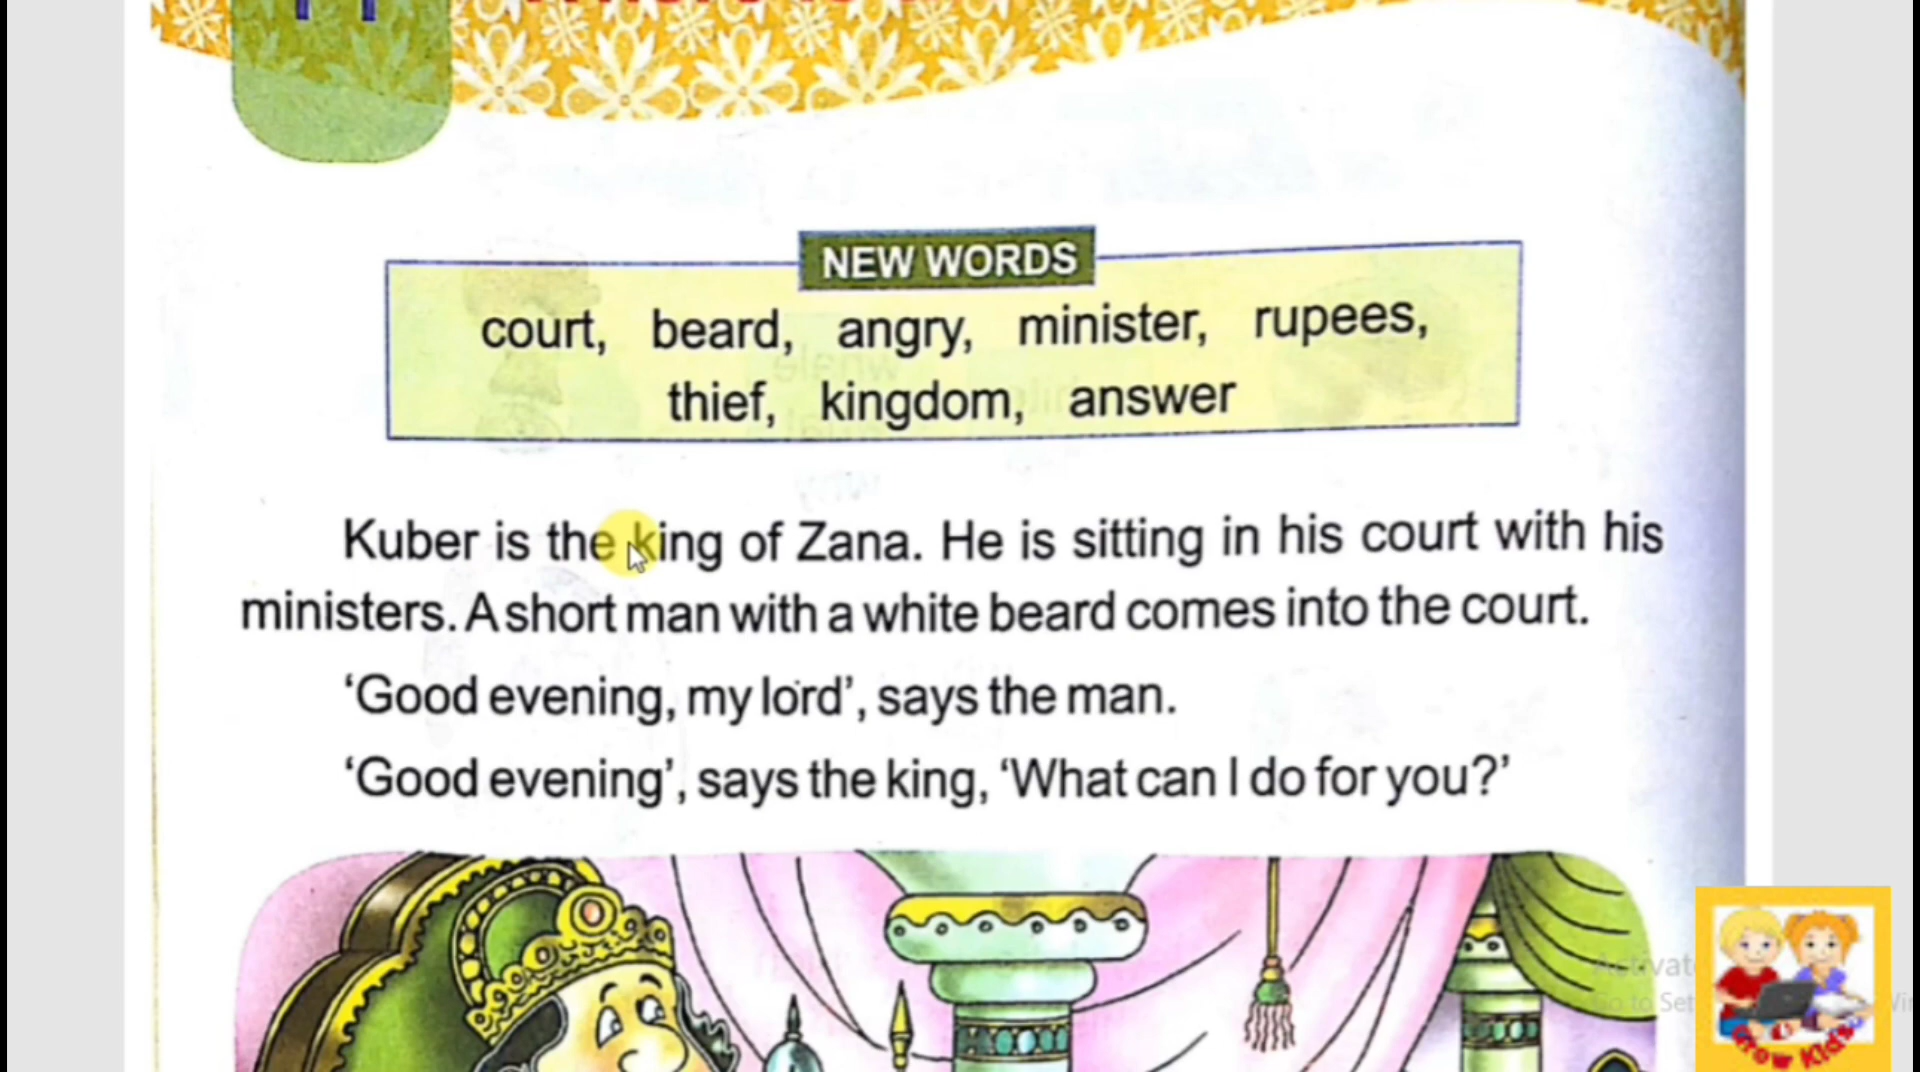 NEW WORDS
court, beard, angry, minister, rupees,
thief, kingdom, answer
Kuber is the king of Zana. He is sitting in his court with his
ministers. A short man with a white beard comes into the court.
‘Good evening, my lord’, says the man.
‘Good evening’, says the king, ‘What can I do for you?’